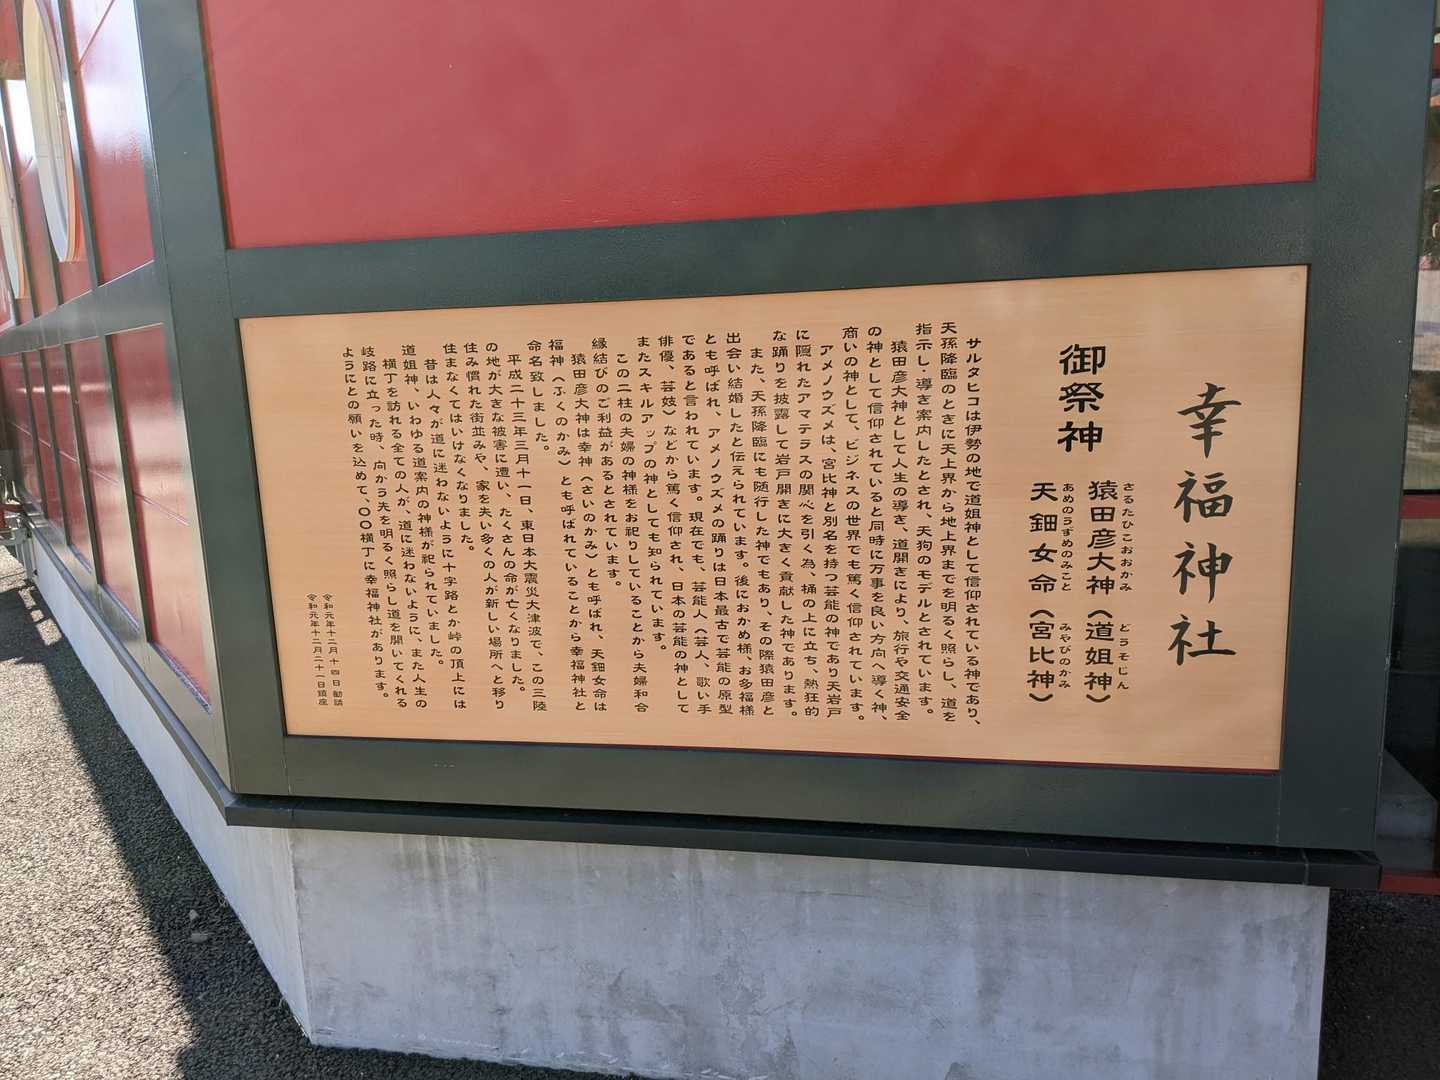 幸福神社
御祭神
猿田彦大神（道姐神）
さるたひこおおかみ どうそじん
天鈿女命（宮比神）
あめのうずめのみこと みやびのかみ
サルタヒコは伊勢の地で道姐神として信仰されている神であり、
天孫降臨のときに天上界から地上界までを明るく照らし、道を
指示し・導き案内したとされ、天狗のモデルとされています。
猿田彦大神として人生の導き、道開きにより、旅行や交通安全
の神として信仰されていると同時に万事を良い方向へ導く神、
商いの神として、ビジネスの世界でも篤く信仰されています。
アメノウズメは、宮比神と別名を持つ芸能の神であり天岩戸
に隠れたアマテラスの関心を引く為、桶の上に立ち、熱狂的
な踊りを披露して岩戸開きに大きく貢献した神であります。
また、天孫降臨にも随行した神でもあり、その際猿田彦と
出会い結婚したと伝えられています。後におかめ様、お多福様
とも呼ばれ、アメノウズメの踊りは日本最古で芸能の原型
であると言われています。現在でも、芸能人（芸人、歌い手
俳優、芸妓）などから篤く信仰され、日本の芸能の神として
またスキルアップの神としても知られています。
この二柱の夫婦の神様をお祀りしていることから夫婦和合
縁結びのご利益があるとされています。
猿田彦大神は幸神（さいのかみ）とも呼ばれ、天鈿女命は
福神（ふくのかみ）とも呼ばれていることから幸福神社と
命名致しました。
平成二十三年三月十一日、東日本大震災大津波で、この三陸
の地が大きな被害に遭い、たくさんの命が亡くなりました。
住み慣れた街並みや、家を失い多くの人が新しい場所へと移り
住まなくてはいけなくなりました。
昔は人々が道に迷わないように十字路とか峠の頂上には
道姐神、いわゆる道案内の神様が祀られていました。
横丁を訪れる全ての人が、道に迷わないように、また人生の
岐路に立った時、向かう先を明るく照らし道を開いてくれる
ようにとの願いを込めて、〇〇横丁に幸福神社があります。
令和元年十二月十四日勧請
令和元年十二月二十一日鎮座